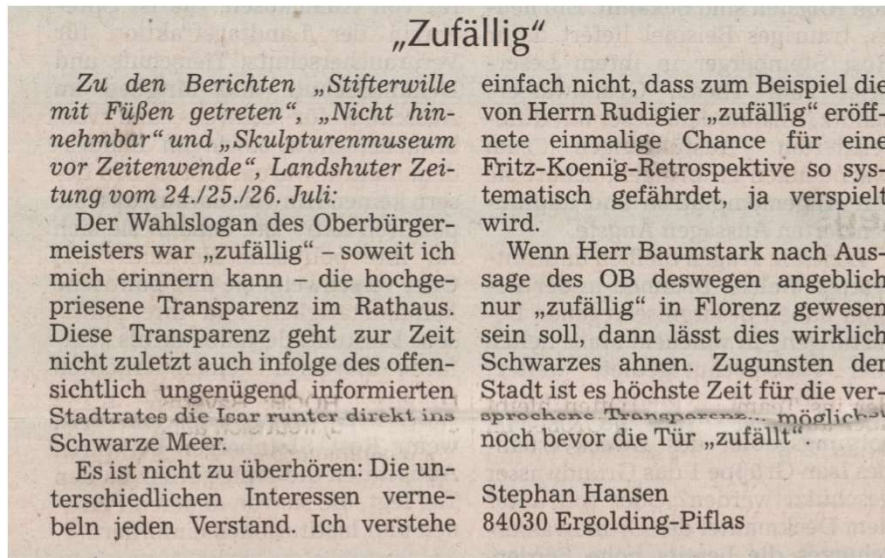 „Zufällig“
Zu den Berichten „Stifterwille
mit Füßen getreten“, „Nicht hin-
nehmbar“ und „Skulpturenmuseum
vor Zeitenwende“, Landshuter Zei-
tung vom 24./25./26. Juli:
Der Wahlslogan des Oberbürger-
meisters war „zufällig“ – soweit ich
mich erinnern kann – die hochge-
priesene Transparenz im Rathaus.
Diese Transparenz geht zur Zeit
nicht zuletzt auch infolge des offen-
sichtlich ungenügend informierten
Stadtrates die Isar runter direkt ins
Schwarze Meer.
Es ist nicht zu überhören: Die un-
terschiedlichen Interessen verne-
beln jeden Verstand. Ich verstehe
einfach nicht, dass zum Beispiel die
von Herrn Rudigier „zufällig“ eröff-
nete einmalige Chance für eine
Fritz-Koenig-Retrospektive so sys-
tematisch gefährdet, ja verspielt
wird.
Wenn Herr Baumstark nach Aus-
sage des OB deswegen angeblich
nur „zufällig“ in Florenz gewesen
sein soll, dann lässt dies wirklich
Schwarzes ahnen. Zugunsten der
Stadt ist es höchste Zeit für die ver-
sprochene Transparenz... möglichst
noch bevor die Tür „zufällt“.
Stephan Hansen
84030 Ergolding-Piflas